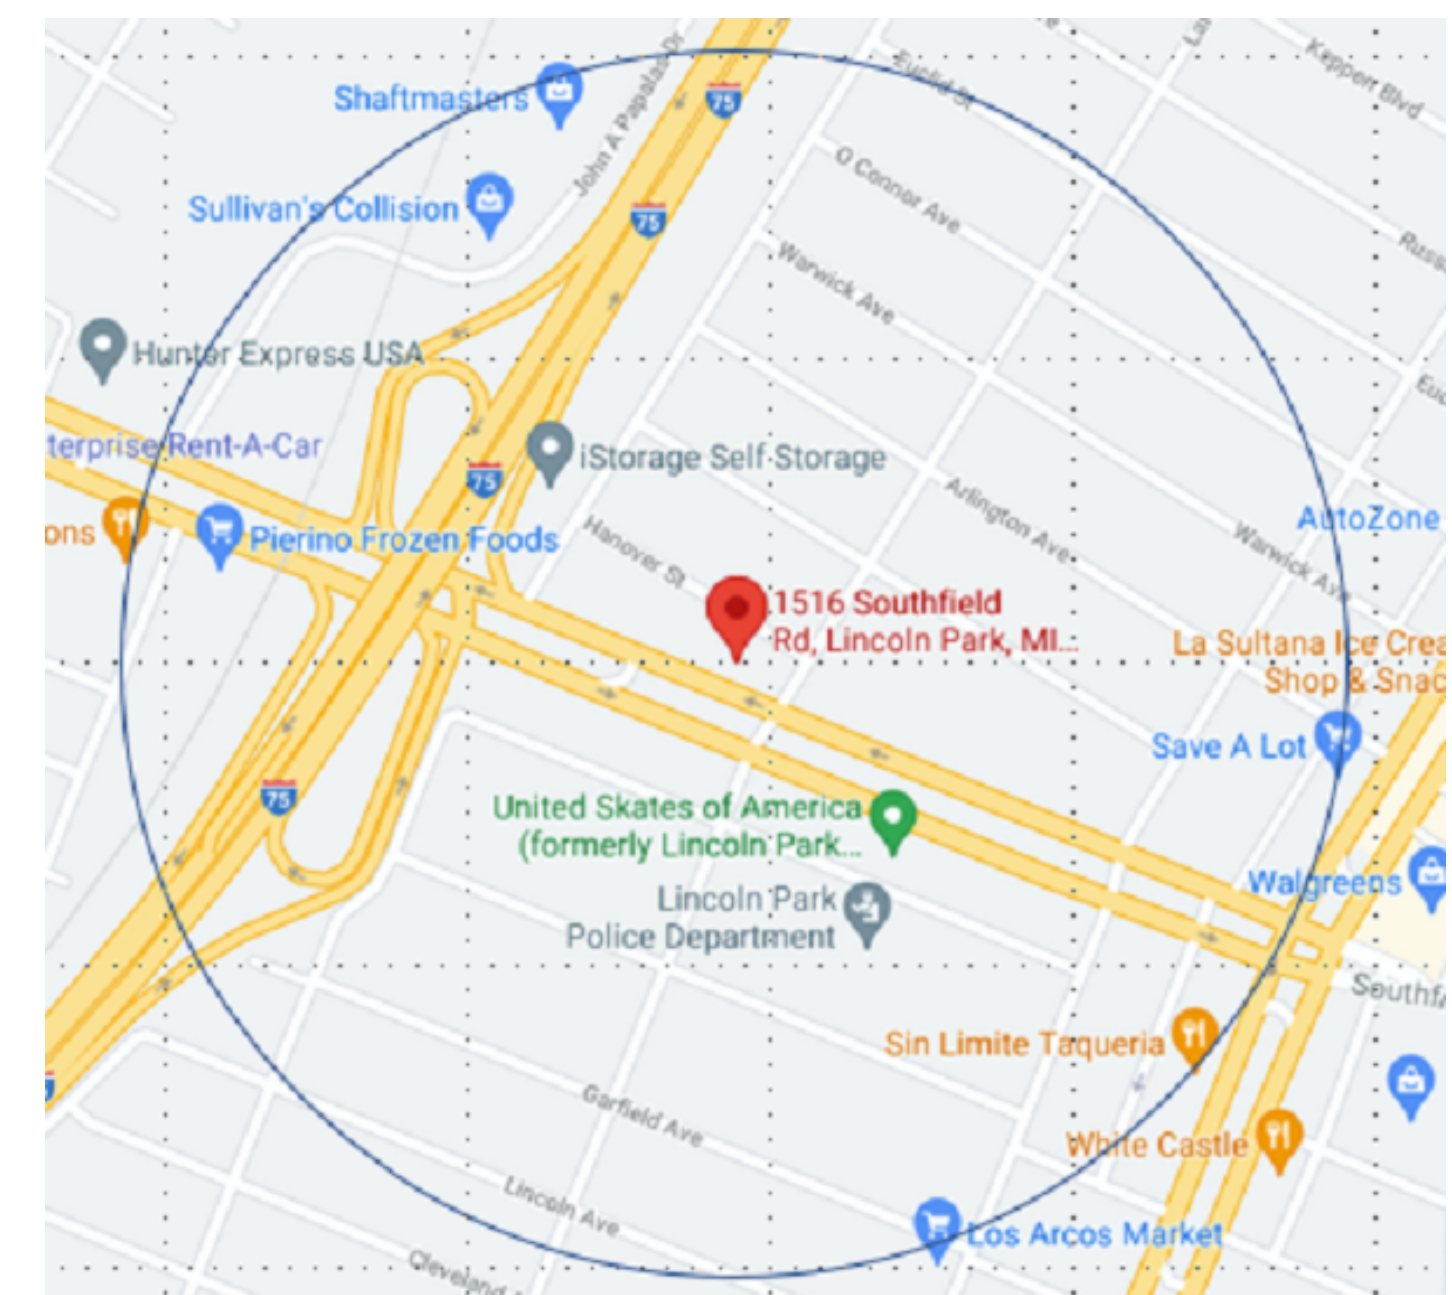 Keppen Blvd
Euclid St
Shaftmasters
75
John A Papalas Dr
O Connor Ave
Sullivan's Collision
75
Warwick Ave
Hunter Express USA
terprise Rent-A-Car
iStorage Self-Storage
75
Arlington Ave
AutoZone
ons
Pierino Frozen Foods
Hanover St
Warwick Ave
1516 Southfield
Rd, Lincoln Park, MI...
La Sultana Ice Crea
Shop & Snac
Save A Lot
75
United Skates of America
(formerly Lincoln Park...
Walgreens
Lincoln Park
Police Department
Southf
Sin Limite Taqueria
Garfield Ave
White Castle
Lincoln Ave
Los Arcos Market
Cleveland